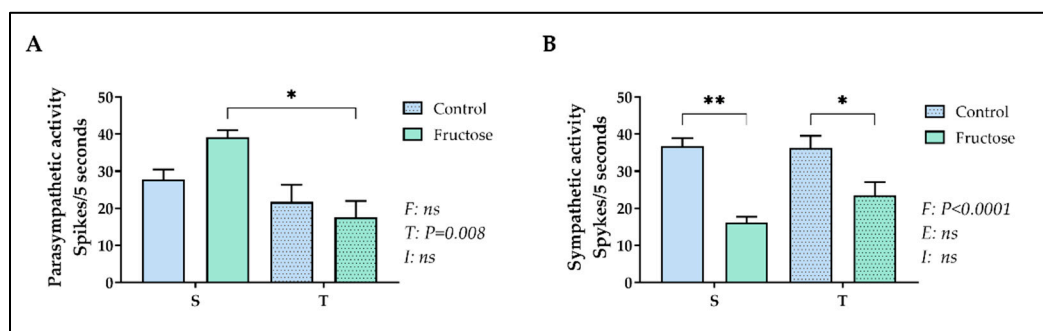 A
Parasympathetic activity
Spikes/5 seconds
50
40
30
20
10
0
*
S
T
Control
Fructose
F: ns
T: P=0.008
I: ns
B
Sympathetic activity
Spykes/5 seconds
50
40
30
20
10
0
**
*
S
T
Control
Fructose
F: P<0.0001
E: ns
I: ns